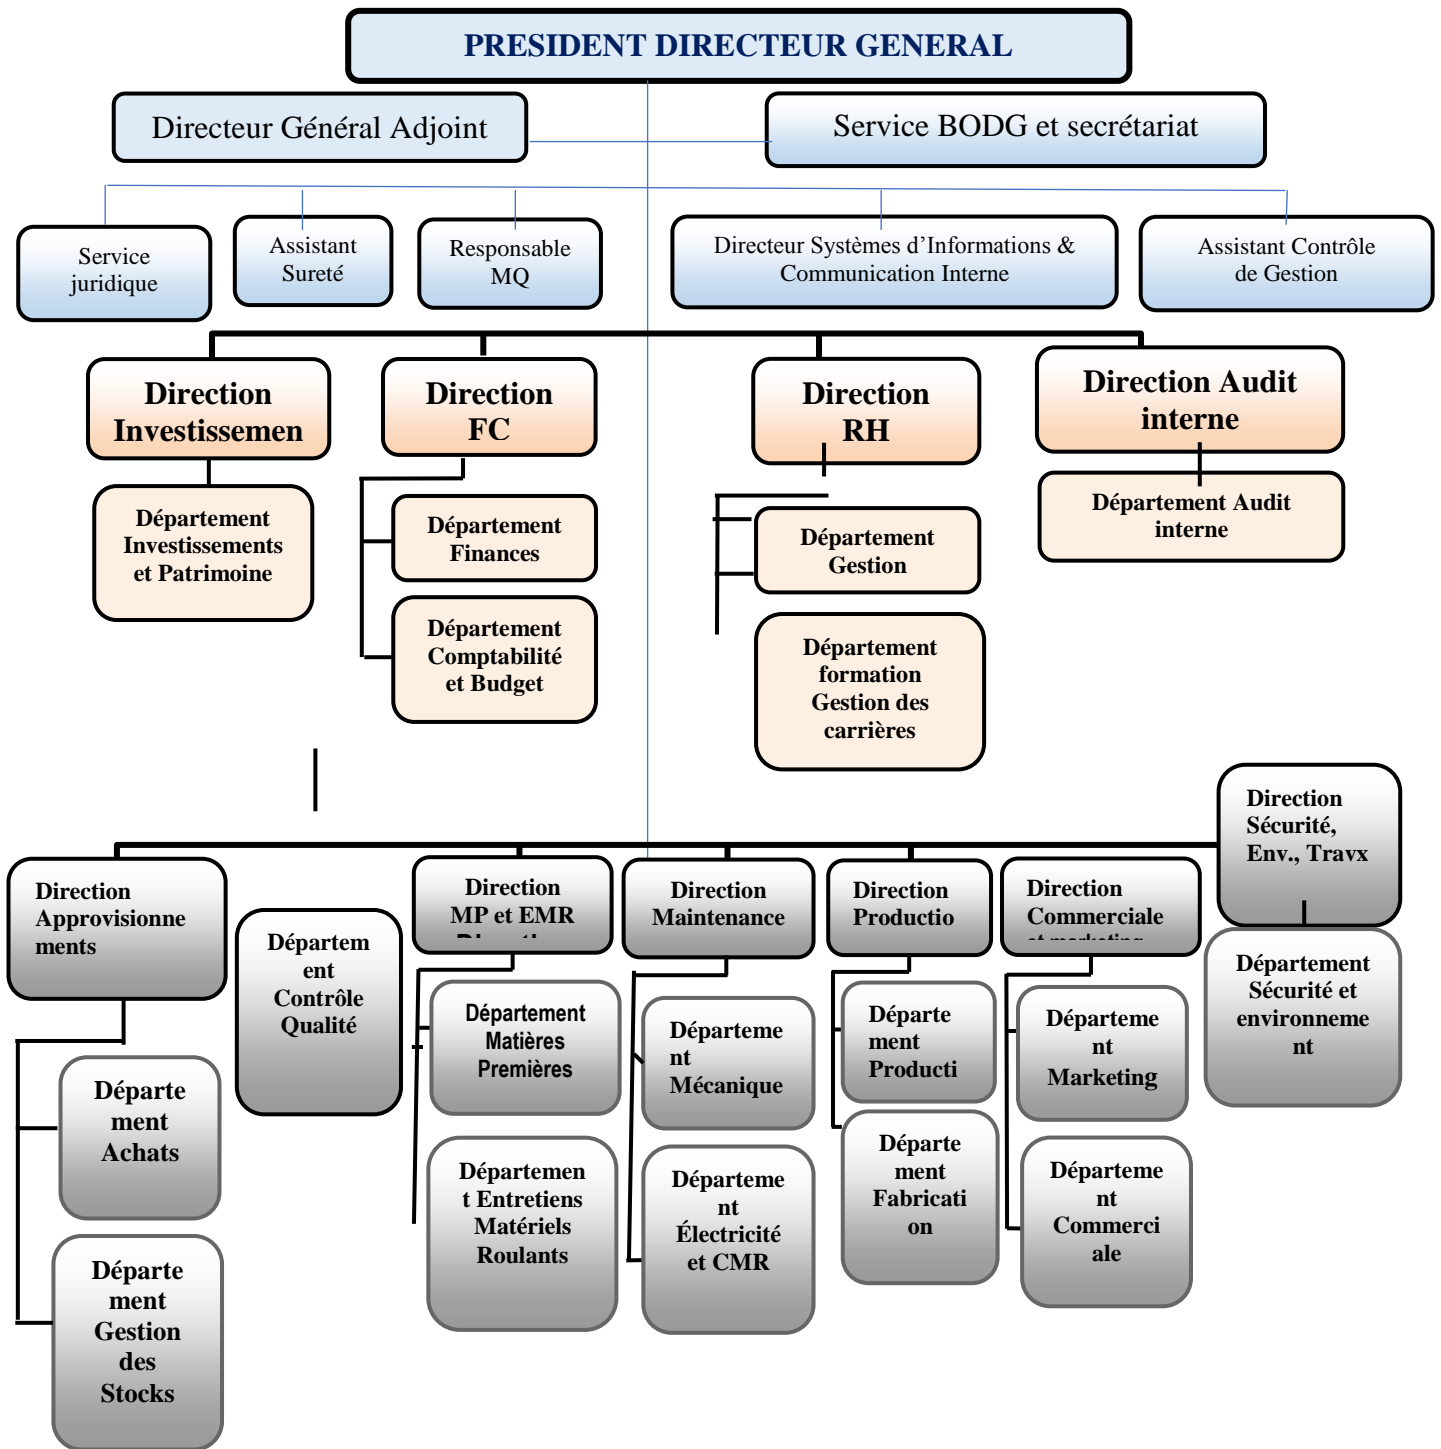 PRESIDENT DIRECTEUR GENERAL
Directeur Général Adjoint
Service BODG et secrétariat
Service
juridique
Assistant
Sureté
Responsable
MQ
Directeur Systèmes d’Informations &
Communication Interne
Assistant Contrôle
de Gestion
Direction
Investissemen
Direction
FC
Direction
RH
Direction Audit
interne
Département
Investissements
et Patrimoine
Département
Finances
Département
Comptabilité
et Budget
Département
Gestion
Département
formation
Gestion des
carrières
Département Audit
interne
Direction
Approvisionne
ments
Départem
ent
Contrôle
Qualité
Direction
MP et EMR
Direction
Maintenance
Direction
Productio
Direction
Commerciale
et marketing
Direction
Sécurité,
Env., Travx
Départe
ment
Achats
Départe
ment
Gestion
des
Stocks
Département
Matières
Premières
Départemen
t Entretiens
Matériels
Roulants
Départeme
nt
Mécanique
Départeme
nt
Électricité
et CMR
Départe
ment
Producti
Départe
ment
Fabricati
on
Départeme
nt
Marketing
Départeme
nt
Commerci
ale
Département
Sécurité et
environneme
nt